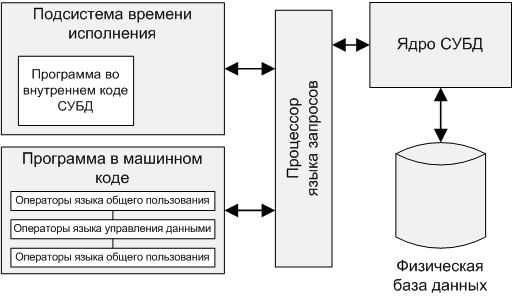 Подсистема времени
исполнения
Программа во
внутреннем коде
СУБД
Программа в машинном
коде
Операторы языка общего пользования
Операторы языка управления данными
Операторы языка общего пользования
Процессор
языка запросов
Ядро СУБД
Физическая
база данных